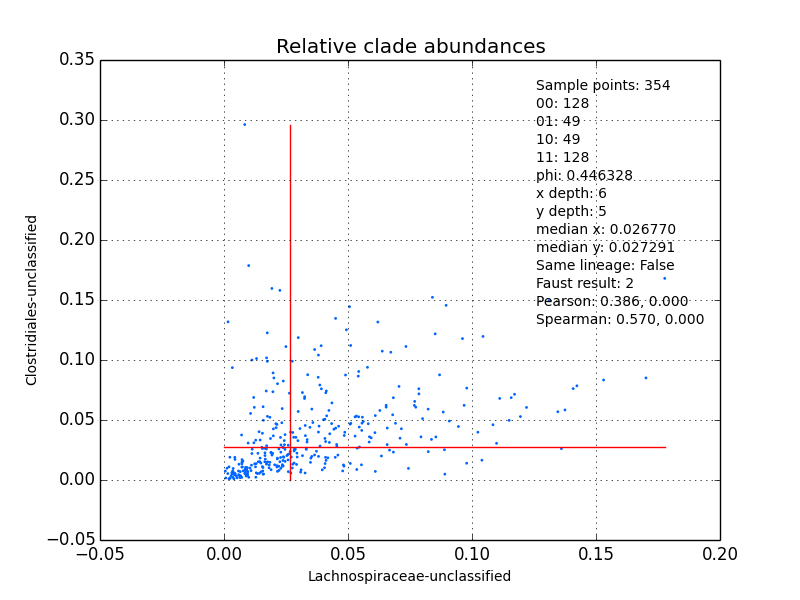 Relative clade abundances
0.35
0.30
0.25
0.20
0.15
0.10
0.05
0.00
−0.05
Clostridiales-unclassified
Sample points: 354
00: 128
01: 49
10: 49
11: 128
phi: 0.446328
x depth: 6
y depth: 5
median x: 0.026770
median y: 0.027291
Same lineage: False
Faust result: 2
Pearson: 0.386, 0.000
Spearman: 0.570, 0.000
−0.05 0.00 0.05 0.10 0.15 0.20
Lachnospiraceae-unclassified